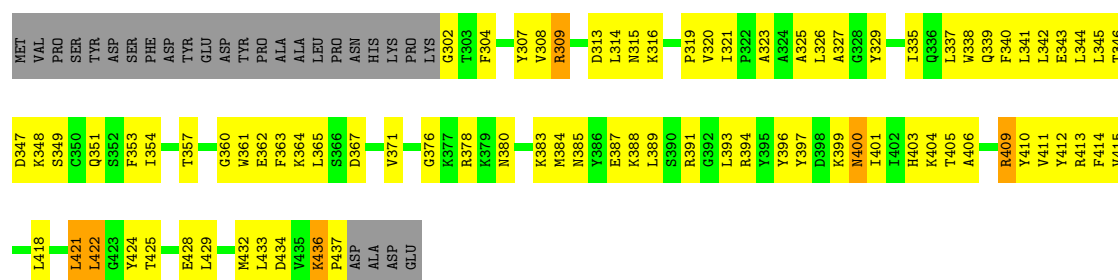 MET VAL PRO SER TYR ASP SER PHE ASP TYR GLU ASP TYR PRO ALA ALA LEU PRO ASN HIS LYS PRO LYS G302 T303 F304 Y307 V308 R309 D313 L314 N315 K316 P319 V320 I321 P322 A323 A324 A325 L326 A327 G328 Y329 I335 Q336 L337 W338 Q339 F340 L341 L342 E343 L344 L345 T346
D347 K348 S349 C350 Q351 S352 F353 I354 T357 G360 W361 E362 F363 K364 L365 S366 D367 V371 G376 K377 R378 K379 N380 K383 M384 N385 Y386 E387 K388 L389 S390 R391 G392 L393 R394 Y395 Y396 Y397 D398 K399 N400 I401 I402 H403 K404 T405 A406 R409 Y410 V411 Y412 R413 F414 V415
L418 L421 L422 G423 Y424 T425 E428 L429 M432 L433 D434 V435 K436 P437 ASP ALA ASP GLU